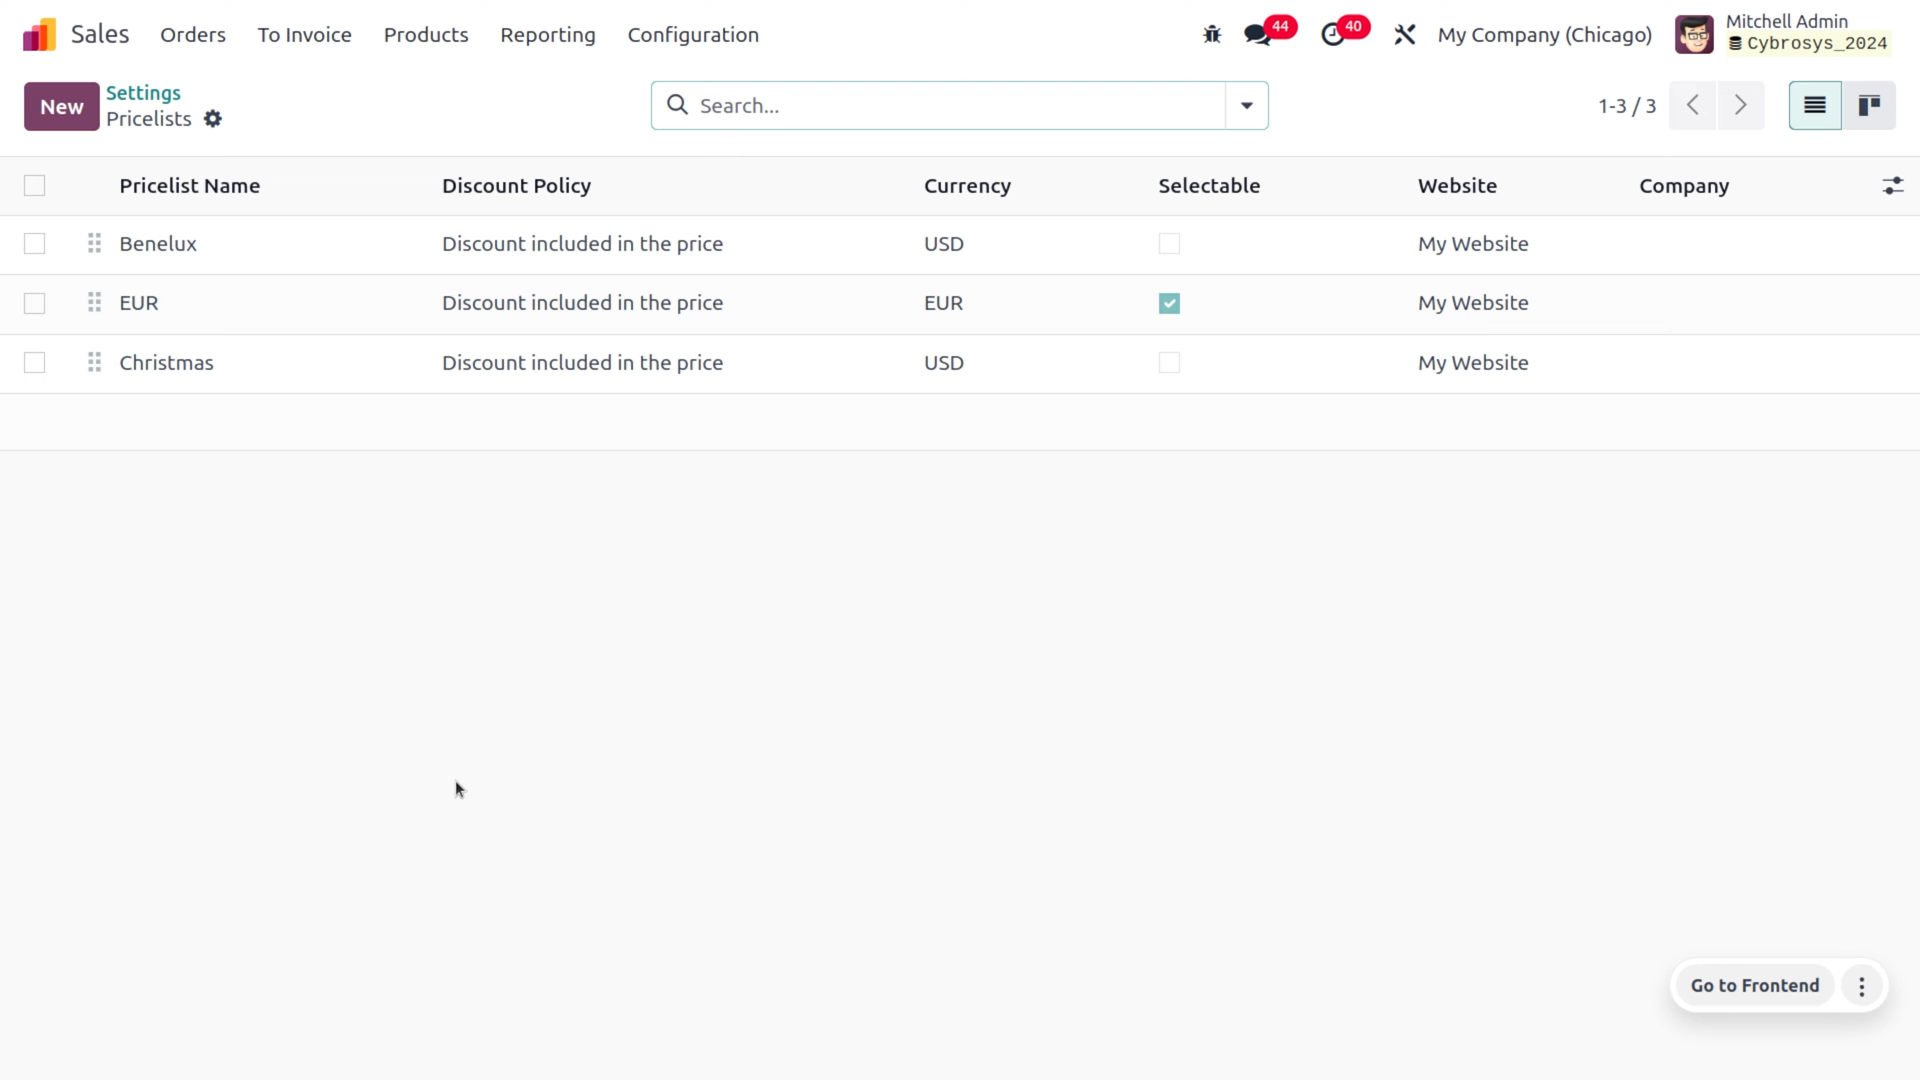 Sales Orders To Invoice Products Reporting Configuration 44 40 My Company (Chicago) Mitchell Admin
Cybrosys_2024
New Settings
Pricelists
Search...
1-3 / 3
Pricelist Name Discount Policy Currency Selectable Website Company
Benelux Discount included in the price USD My Website
EUR Discount included in the price EUR My Website
Christmas Discount included in the price USD My Website
Go to Frontend